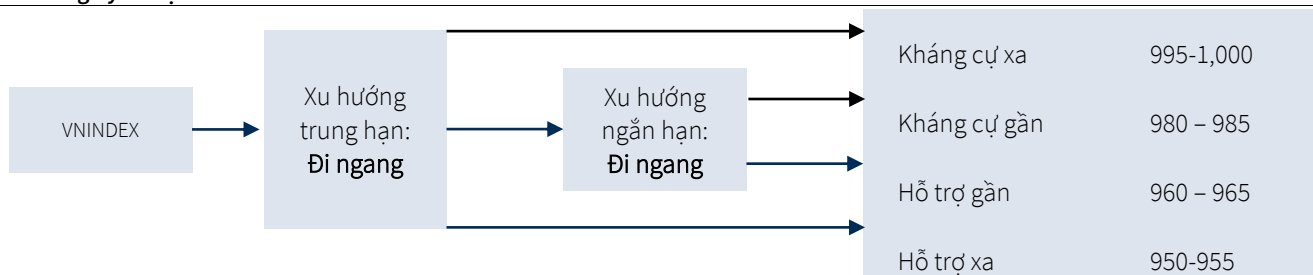 VNINDEX
Xu hướng
trung hạn:
Đi ngang
Xu hướng
ngắn hạn:
Đi ngang
Kháng cự xa 995-1,000
Kháng cự gần 980 – 985
Hỗ trợ gần 960 – 965
Hỗ trợ xa 950-955